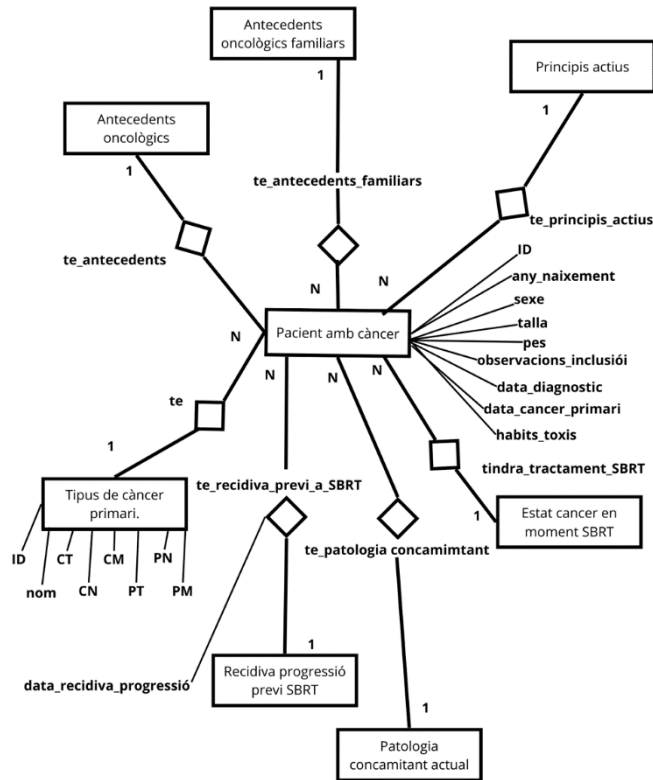 Antecedents
oncològics familiars
1
Principis actius
1
Antecedents
oncològics
1
te_antecedents_familiars
te_principis_actius
te_antecedents
ID
any_naixement
sexe
talla
pes
observacions_inclusiói
data_diagnostic
data_cancer_primari
habits_toxis
N
N
N
Pacient amb càncer
N
N
N
te
1
Tipus de càncer
primari.
te_recidiva_previ_a_SBRT
tindra_tractament_SBRT
1
Estat cancer en
moment SBRT
te_patologia concamimtant
ID
nom
CT
CN
CM
PT
PN
PM
data_recidiva_progressió
1
Recidiva progressió
previ SBRT
1
Patologia
concamitant actual